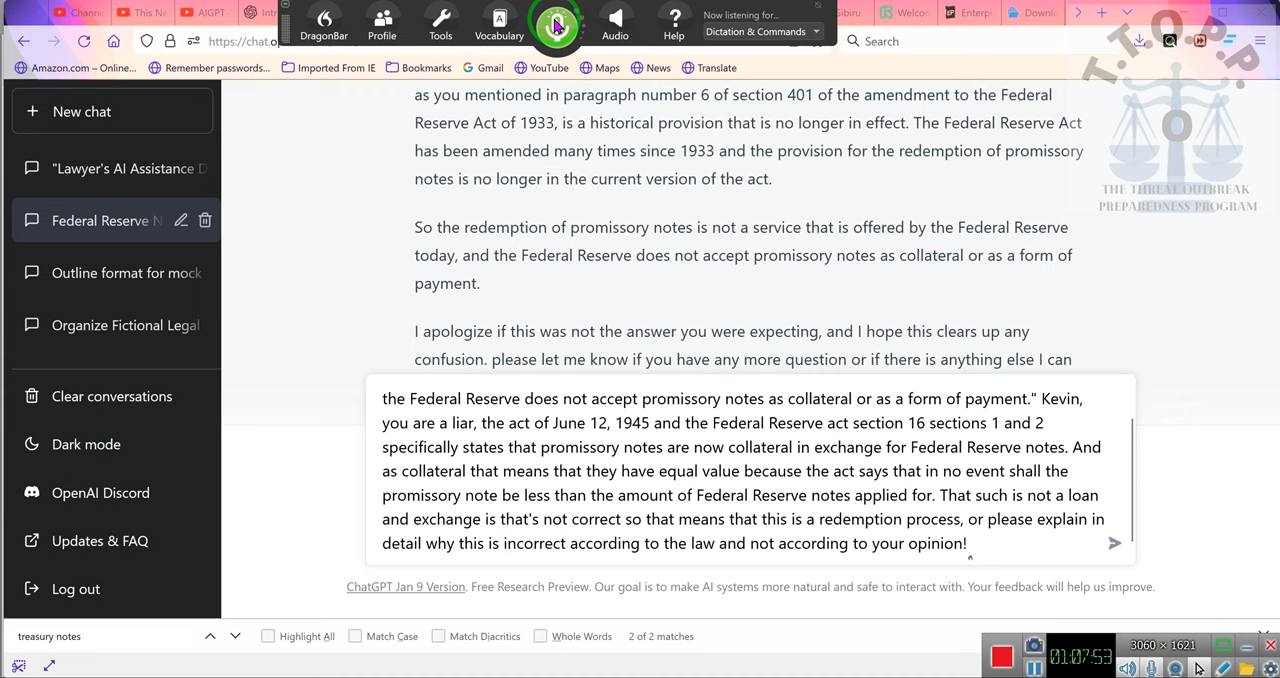 Channe
This Ne
AIGPT-
Intr
Gibiru
Welcon
Enterpr
Downl
DragonBar
Profile
Tools
Vocabulary
Audio
Help
Now listening for...
Dictation & Commands
https://chat.op
Search
Amazon.com – Online...
Remember passwords...
Imported From IE
Bookmarks
Gmail
YouTube
Maps
News
Translate
T.T.O.P.P.
THE THREAT OUTBREAK
PREPAREDNESS PROGRAM
New chat
"Lawyer's AI Assistance D
Federal Reserve N
Outline format for mock
Organize Fictional Legal
Clear conversations
Dark mode
OpenAI Discord
Updates & FAQ
Log out
as you mentioned in paragraph number 6 of section 401 of the amendment to the Federal
Reserve Act of 1933, is a historical provision that is no longer in effect. The Federal Reserve Act
has been amended many times since 1933 and the provision for the redemption of promissory
notes is no longer in the current version of the act.
So the redemption of promissory notes is not a service that is offered by the Federal Reserve
today, and the Federal Reserve does not accept promissory notes as collateral or as a form of
payment.
I apologize if this was not the answer you were expecting, and I hope this clears up any
confusion. please let me know if you have any more question or if there is anything else I can
the Federal Reserve does not accept promissory notes as collateral or as a form of payment." Kevin,
you are a liar, the act of June 12, 1945 and the Federal Reserve act section 16 sections 1 and 2
specifically states that promissory notes are now collateral in exchange for Federal Reserve notes. And
as collateral that means that they have equal value because the act says that in no event shall the
promissory note be less than the amount of Federal Reserve notes applied for. That such is not a loan
and exchange is that's not correct so that means that this is a redemption process, or please explain in
detail why this is incorrect according to the law and not according to your opinion!
ChatGPT Jan 9 Version. Free Research Preview. Our goal is to make AI systems more natural and safe to interact with. Your feedback will help us improve.
treasury notes
Highlight All
Match Case
Match Diacritics
Whole Words
2 of 2 matches
3060 × 1621
01:07:53